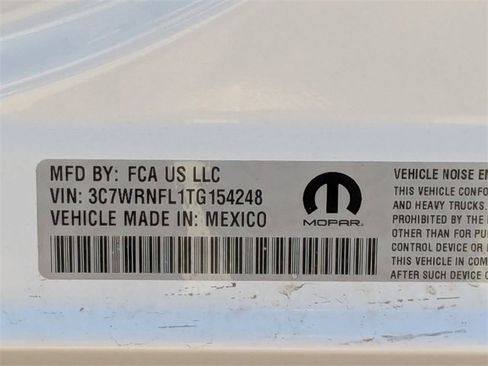 MFD BY: FCA US LLC
VIN: 3C7WRNFL1TG154248
VEHICLE MADE IN: MEXICO
MOPAR
VEHICLE NOISE
THIS VEHICLE
AND HEAVY TRUCKS.
PROHIBITED BY THE
OTHER THAN FOR
CONTROL DEVICE OR
THIS VEHICLE IN
AFTER SUCH DEVICE